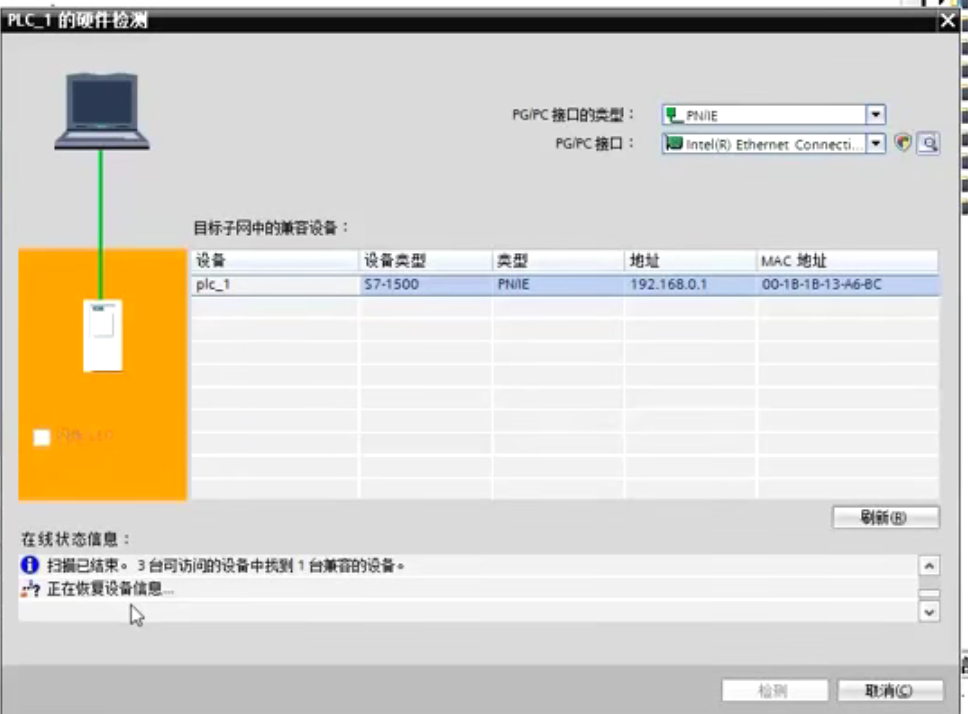 PLC_1 的硬件检测
PG/PC 接口的类型： PN/IE
PG/PC 接口： Intel(R) Ethernet Connecti...
目标子网中的兼容设备：
设备 设备类型 类型 地址 MAC 地址
plc_1 S7-1500 PN/IE 192.168.0.1 00-1B-1B-13-A6-BC
闪烁 LED
刷新(R)
在线状态信息：
扫描已结束。 3 台可访问的设备中找到 1 台兼容的设备。
正在恢复设备信息...
检测 取消(C)